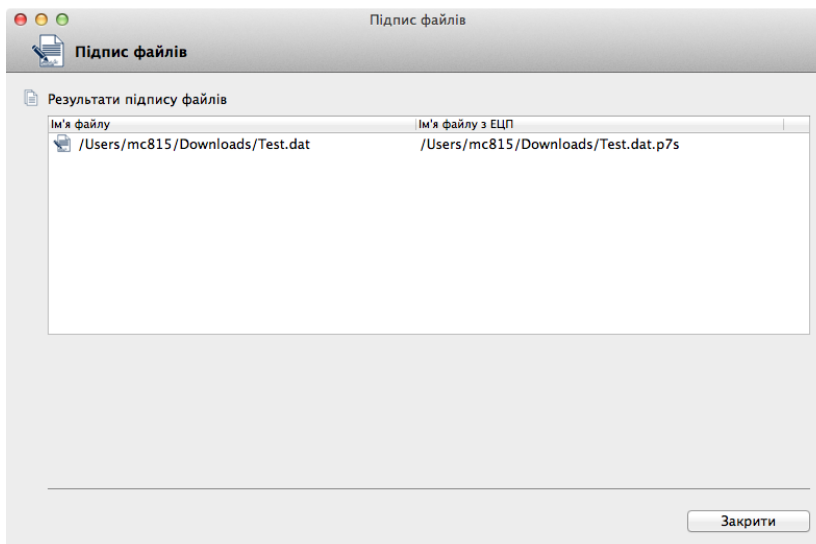 Підпис файлів
Підпис файлів
Результати підпису файлів
Ім'я файлу Ім'я файлу з ЕЦП
/Users/mc815/Downloads/Test.dat /Users/mc815/Downloads/Test.dat.p7s
Закрити